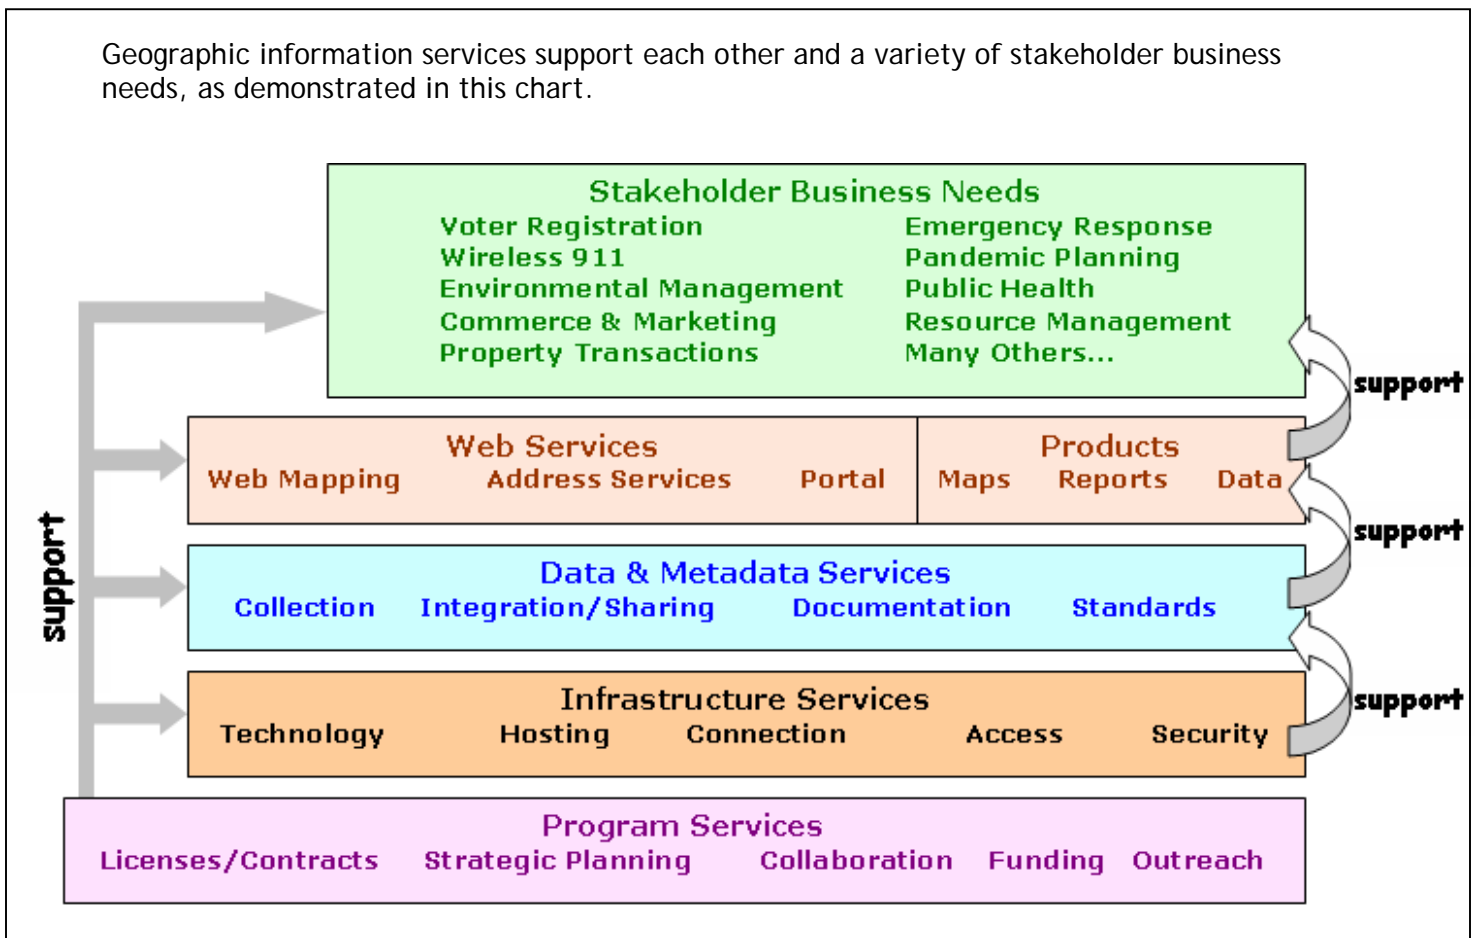 Geographic information services support each other and a variety of stakeholder business
needs, as demonstrated in this chart.
Stakeholder Business Needs
Voter Registration Emergency Response
Wireless 911 Pandemic Planning
Environmental Management Public Health
Commerce & Marketing Resource Management
Property Transactions Many Others...
support
Web Services Products
Web Mapping Address Services Portal Maps Reports Data
support
Data & Metadata Services
Collection Integration/Sharing Documentation Standards
support
support
Infrastructure Services
Technology Hosting Connection Access Security
Program Services
Licenses/Contracts Strategic Planning Collaboration Funding Outreach